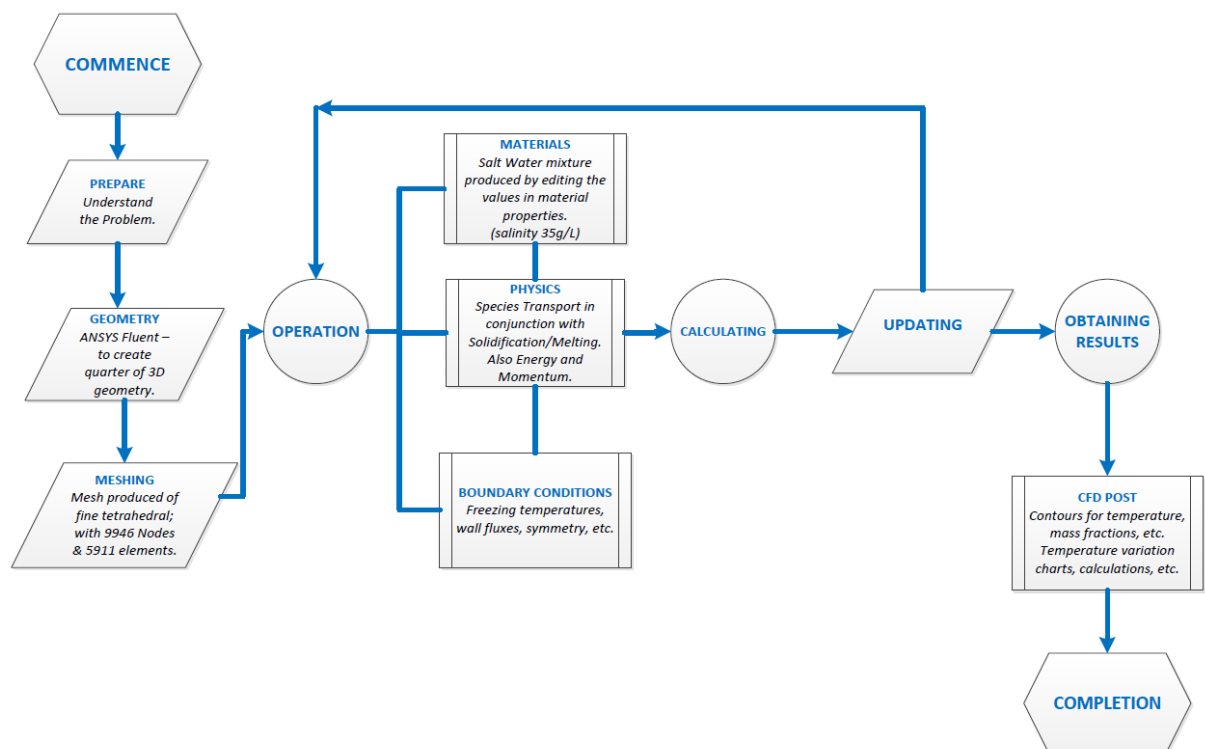 COMMENCE
PREPARE
Understand
the Problem.
GEOMETRY
ANSYS Fluent –
to create
quarter of 3D
geometry.
MESHING
Mesh produced of
fine tetrahedral;
with 9946 Nodes
& 5911 elements.
OPERATION
MATERIALS
Salt Water mixture
produced by editing the
values in material
properties.
(salinity 35g/L)
PHYSICS
Species Transport in
conjunction with
Solidification/Melting.
Also Energy and
Momentum.
BOUNDARY CONDITIONS
Freezing temperatures,
wall fluxes, symmetry, etc.
CALCULATING
UPDATING
OBTAINING
RESULTS
CFD POST
Contours for temperature,
mass fractions, etc.
Temperature variation
charts, calculations, etc.
COMPLETION